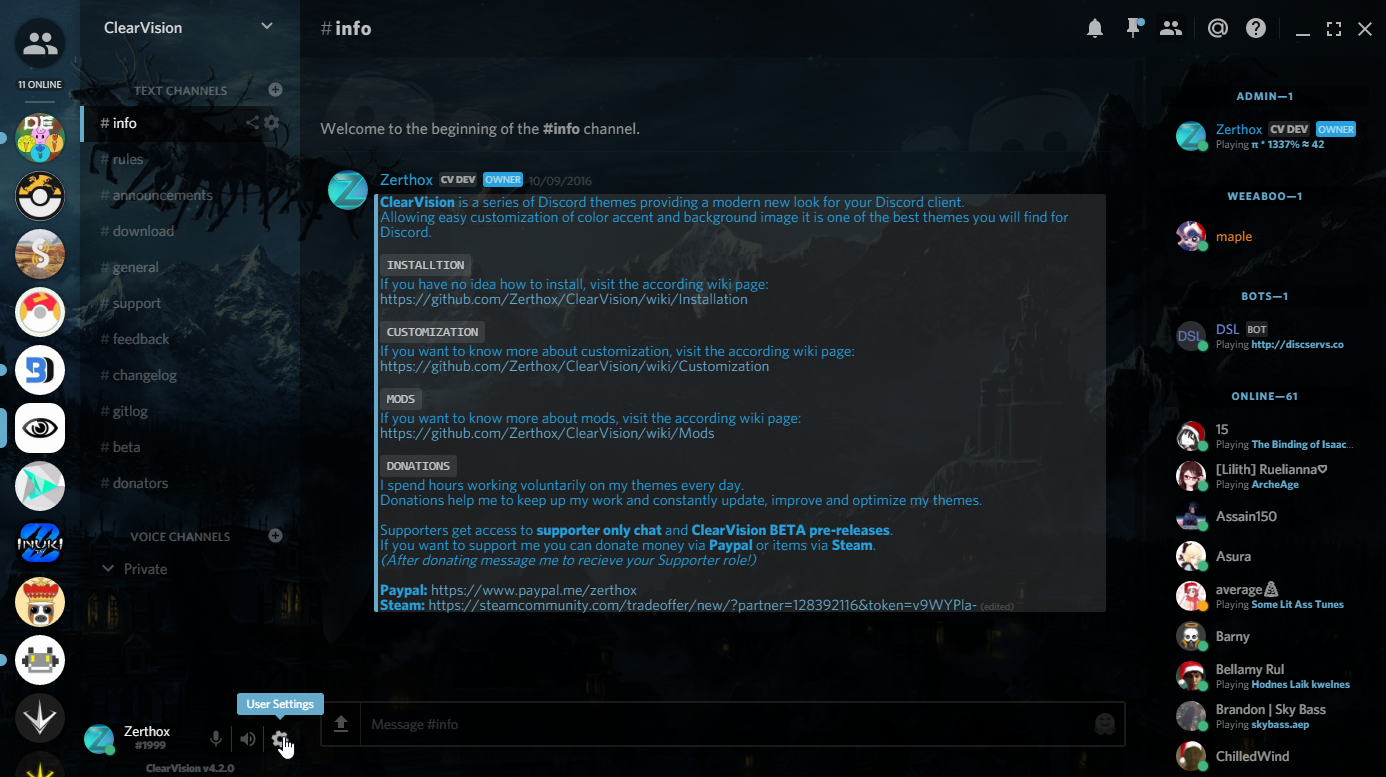 11 ONLINE
DE
INUKI
ClearVision
TEXT CHANNELS
# info
# rules
# announcements
# download
# general
# support
# feedback
# changelog
# gitlog
# beta
# donators
VOICE CHANNELS
Private
User Settings
Zerthox
#1999
ClearVision v4.2.0
#info
Welcome to the beginning of the #info channel.
Zerthox CV DEV OWNER 10/09/2016
ClearVision is a series of Discord themes providing a modern new look for your Discord client.
Allowing easy customization of color accent and background image it is one of the best themes you will find for
Discord.
INSTALLTION
If you have no idea how to install, visit the according wiki page:
https://github.com/Zerthox/ClearVision/wiki/Installation
CUSTOMIZATION
If you want to know more about customization, visit the according wiki page:
https://github.com/Zerthox/ClearVision/wiki/Customization
MODS
If you want to know more about mods, visit the according wiki page:
https://github.com/Zerthox/ClearVision/wiki/Mods
DONATIONS
I spend hours working voluntarily on my themes every day.
Donations help me to keep up my work and constantly update, improve and optimize my themes.
Supporters get access to supporter only chat and ClearVision BETA pre-releases.
If you want to support me you can donate money via Paypal or items via Steam.
(After donating message me to recieve your Supporter role!)
Paypal: https://www.paypal.me/zerthox
Steam: https://steamcommunity.com/tradeoffer/new/?partner=128392116&token=v9WYPla- (edited)
Message #info
ADMIN—1
Zerthox CV DEV OWNER
Playing π * 1337% ≈ 42
WEEABOO—1
maple
BOTS—1
DSL
DSL BOT
Playing http://discservs.co
ONLINE—61
15
Playing The Binding of Isaac...
[Lilith] Ruelianna♡
Playing ArcheAge
Assain150
Asura
average
Playing Some Lit Ass Tunes
Barny
Bellamy Rul
Playing Hodnes Laik kwelnes
Brandon | Sky Bass
Playing skybass.aep
ChilledWind